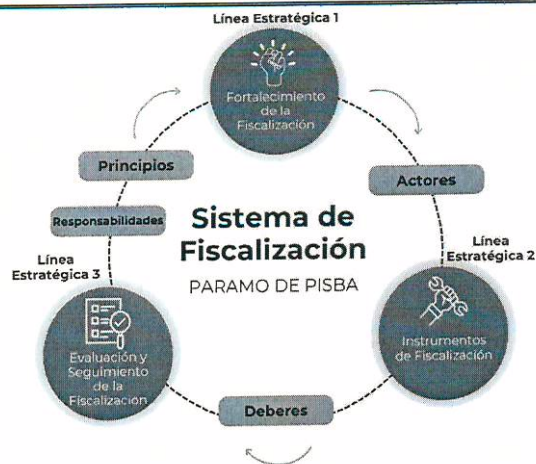 Línea Estratégica 1
Fortalecimiento
de la
Fiscalización
Principios
Actores
Responsabilidades
Sistema de
Fiscalización
PARAMO DE PISBA
Línea
Estratégica 3
Línea
Estratégica 2
Evaluación y
Seguimiento
de la
Fiscalización
Instrumentos
de Fiscalización
Deberes